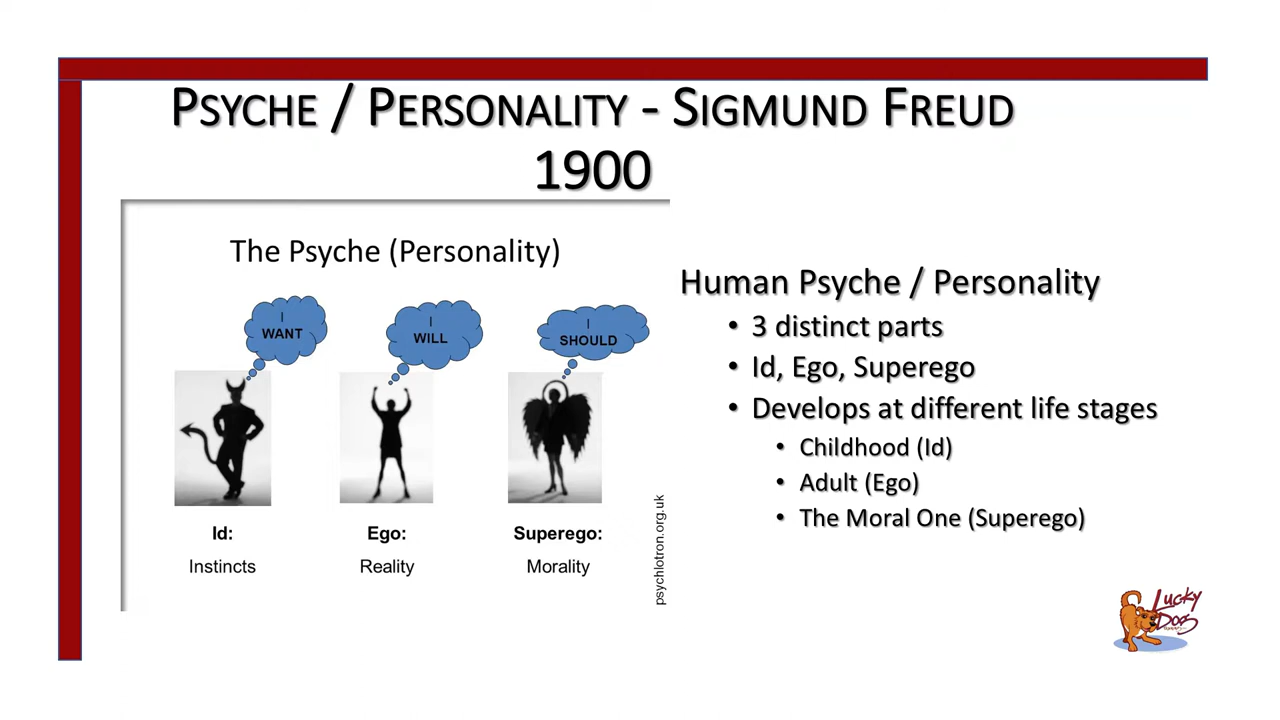 PSYCHE / PERSONALITY - SIGMUND FREUD
1900
The Psyche (Personality)
I
WANT
I
WILL
I
SHOULD
Id:
Instincts
Ego:
Reality
Superego:
Morality
psychlotron.org.uk
Human Psyche / Personality
• 3 distinct parts
• Id, Ego, Superego
• Develops at different life stages
• Childhood (Id)
• Adult (Ego)
• The Moral One (Superego)
Lucky
Dog